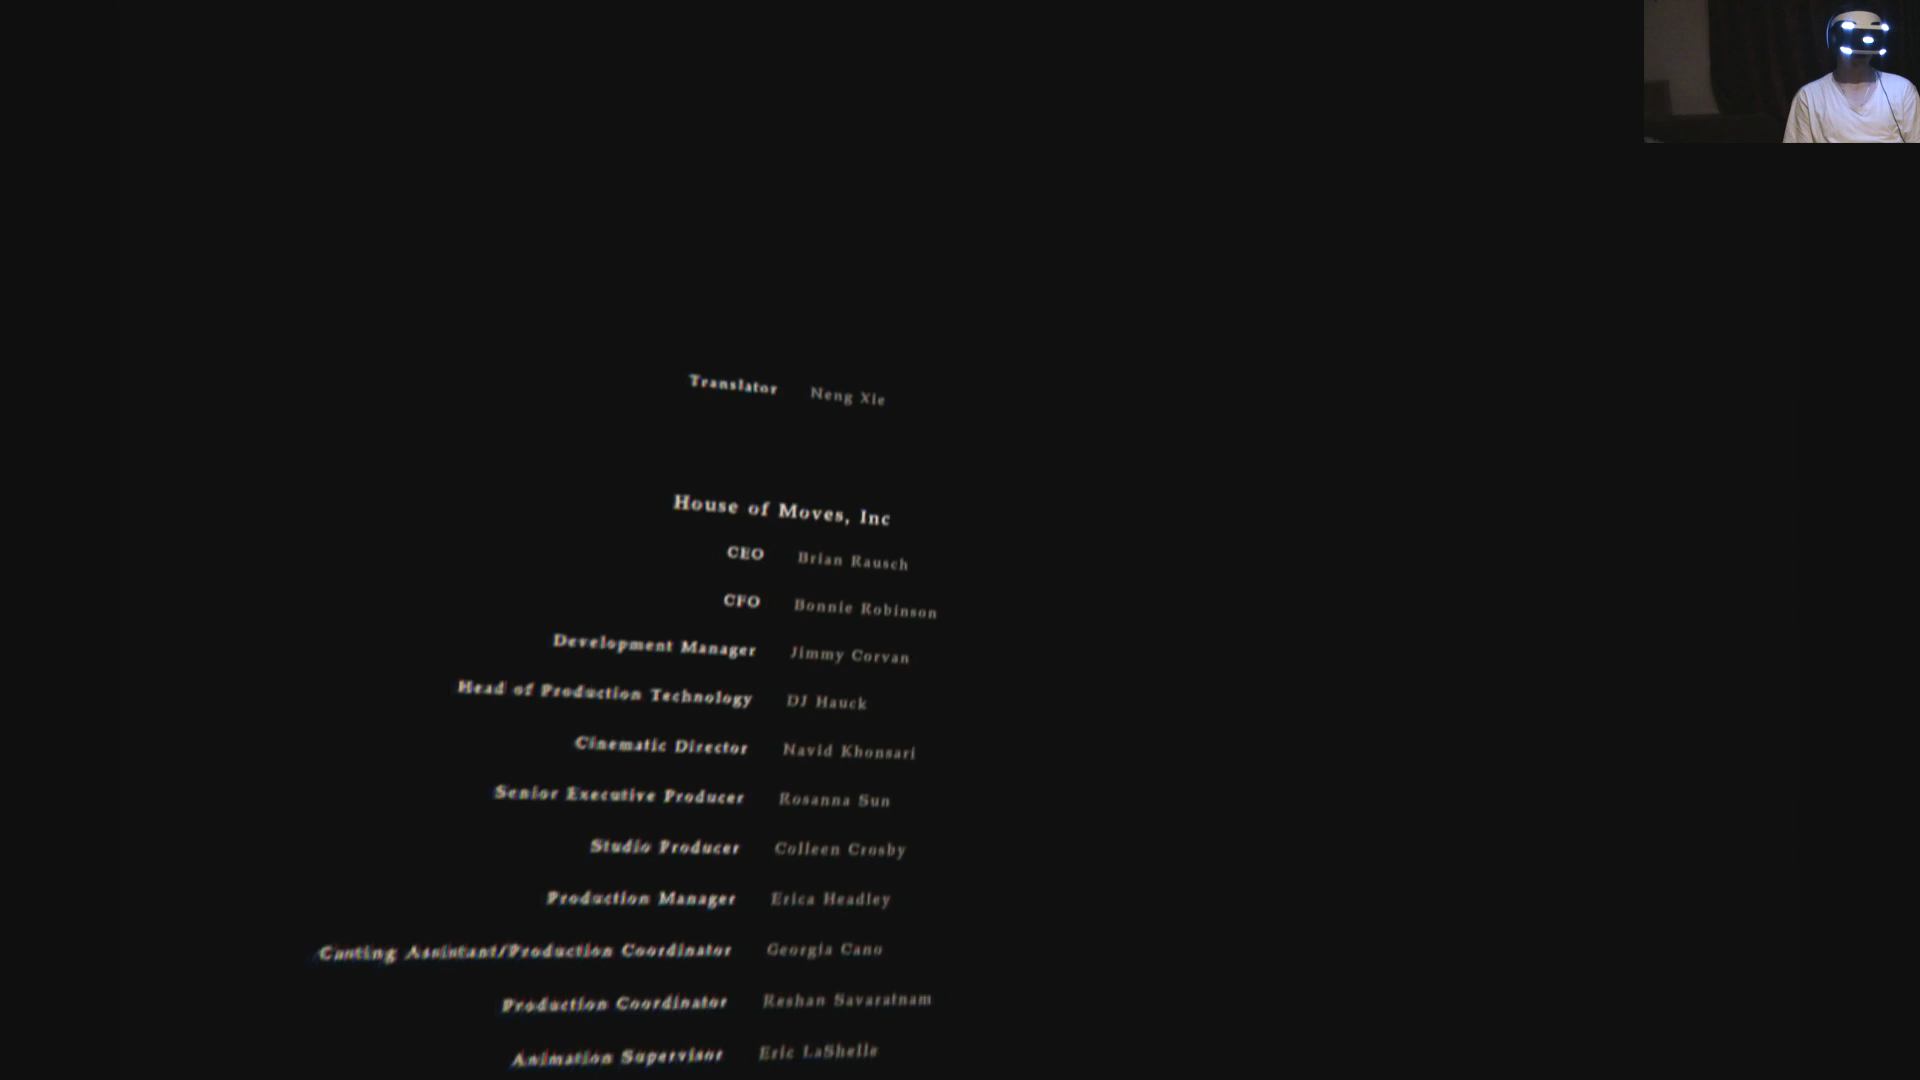 Translator Neng Xie
House of Moves, Inc
CEO Brian Rausch
CFO Bonnie Robinson
Development Manager Jimmy Corvan
Head of Production Technology DJ Hauck
Cinematic Director Navid Khonsari
Senior Executive Producer Rosanna Sun
Studio Producer Colleen Crosby
Production Manager Erica Headley
Casting Assistant/Production Coordinator Georgia Cano
Production Coordinator Reshan Savaratnam
Animation Supervisor Eric LaShelle